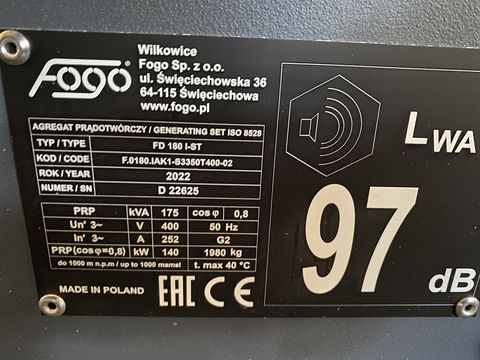 Fogo
Wilkowice
Fogo Sp. z o.o.
ul. Święciechowska 36
64-115 Święciechowa
www.fogo.pl
AGREGAT PRĄDOTWÓRCZY / GENERATING SET ISO 8528
TYP / TYPE FD 180 I-ST
KOD / CODE F.0180.IAK1-S3350T400-02
ROK / YEAR 2022
NUMER / SN D 22625
PRP kVA 175 cos φ 0,8
Un' 3~ V 400 50 Hz
In' 3~ A 252 G2
PRP(cosφ=0,8) kW 140 1980 kg
do 1000 m n.p.m / up to 1000 mamsl t. max 40 °C
MADE IN POLAND EAC CE
LWA
97
dB